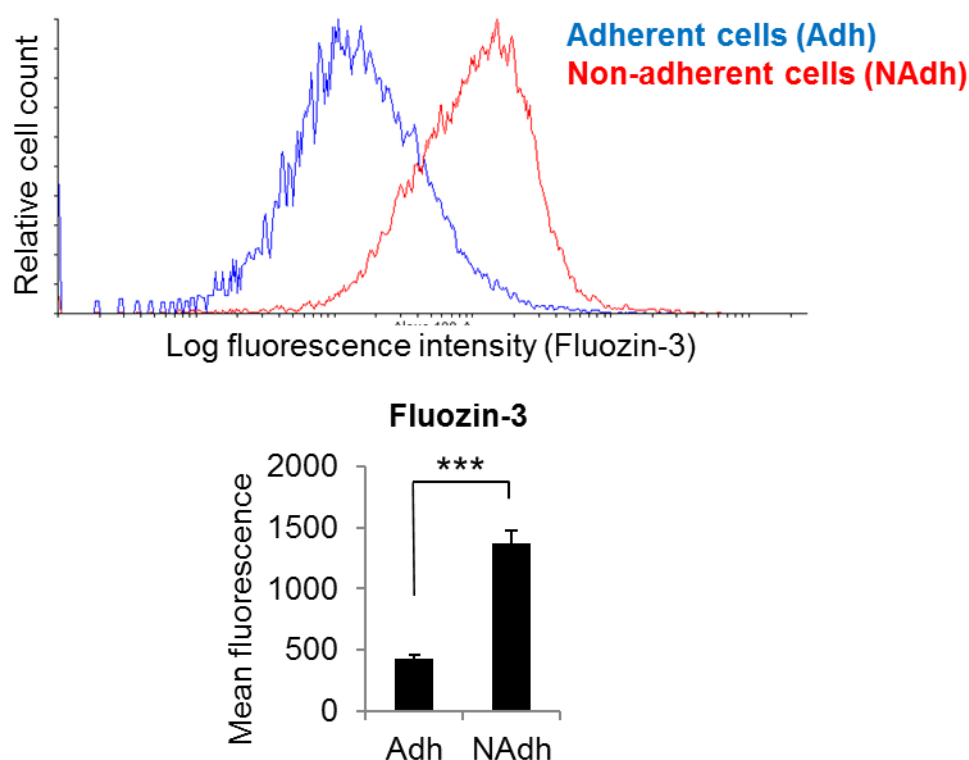 Adherent cells (Adh)
Non-adherent cells (NAdh)
Relative cell count
Log fluorescence intensity (Fluozin-3)
Fluozin-3
***
Mean fluorescence
2000
1500
1000
500
0
Adh NAdh